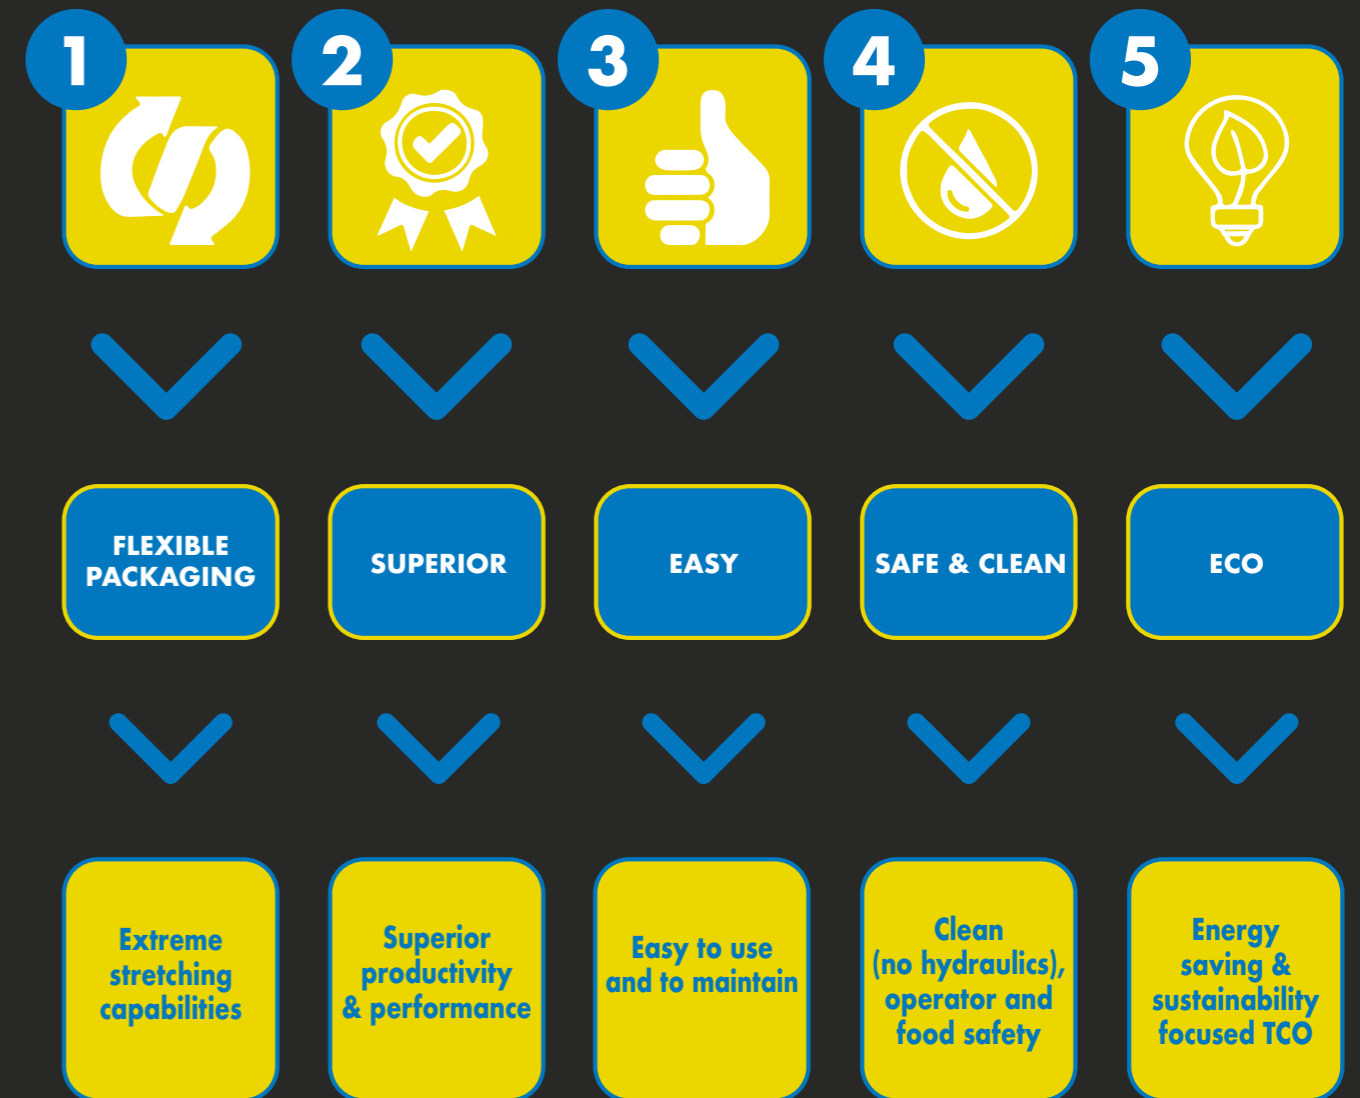 1
2
3
4
5
FLEXIBLE
PACKAGING
SUPERIOR
EASY
SAFE & CLEAN
ECO
Extreme
stretching
capabilities
Superior
productivity
& performance
Easy to use
and to maintain
Clean
(no hydraulics),
operator and
food safety
Energy
saving &
sustainability
focused TCO